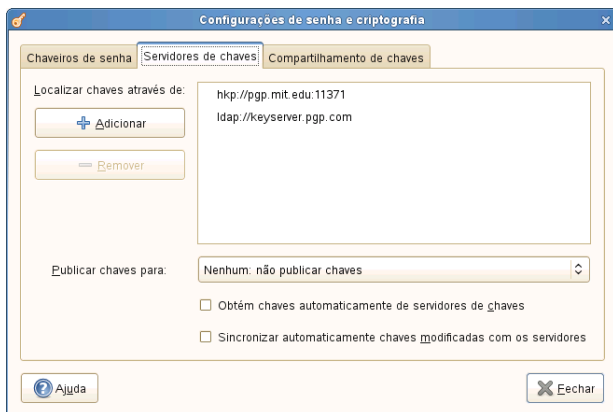 Configurações de senha e criptografia
Chaveiros de senha Servidores de chaves Compartilhamento de chaves
Localizar chaves através de:
hkp://pgp.mit.edu:11371
Adicionar
ldap://keyserver.pgp.com
Remover
Publicar chaves para: Nenhum: não publicar chaves
Obtém chaves automaticamente de servidores de chaves
Sincronizar automaticamente chaves modificadas com os servidores
Ajuda Fechar